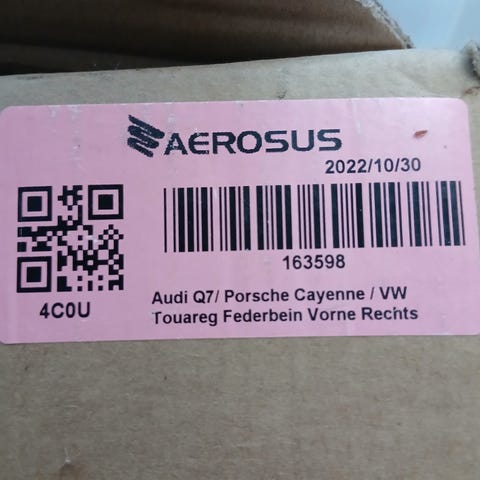 AEROSUS
2022/10/30
163598
4C0U
Audi Q7/ Porsche Cayenne / VW
Touareg Federbein Vorne Rechts